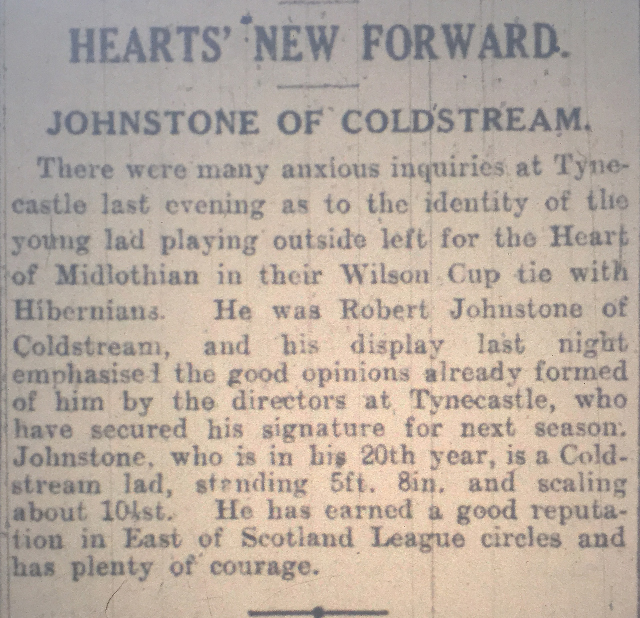 HEARTS' NEW FORWARD.
JOHNSTONE OF COLDSTREAM.
There were many anxious inquiries at Tyne-
castle last evening as to the identity of the
young lad playing outside left for the Heart
of Midlothian in their Wilson Cup tie with
Hibernians. He was Robert Johnstone of
Coldstream, and his display last night
emphasised the good opinions already formed
of him by the directors at Tynecastle, who
have secured his signature for next season.
Johnstone, who is in his 20th year, is a Cold-
stream lad, standing 5ft. 8in. and scaling
about 10½st. He has earned a good reputa-
tion in East of Scotland League circles and
has plenty of courage.